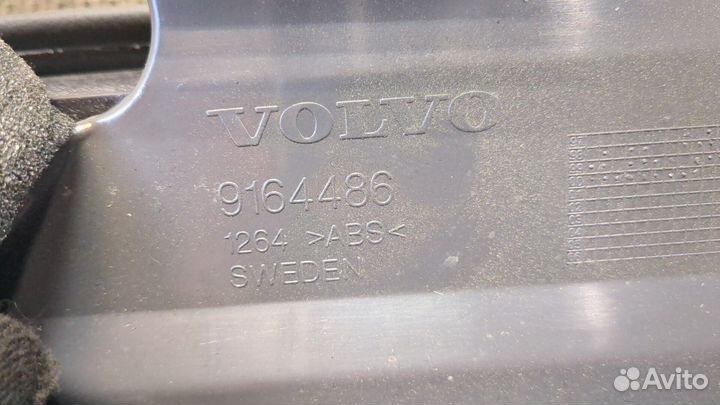 VOLVO
9164486
1264 >ABS<
SWEDEN
Avito